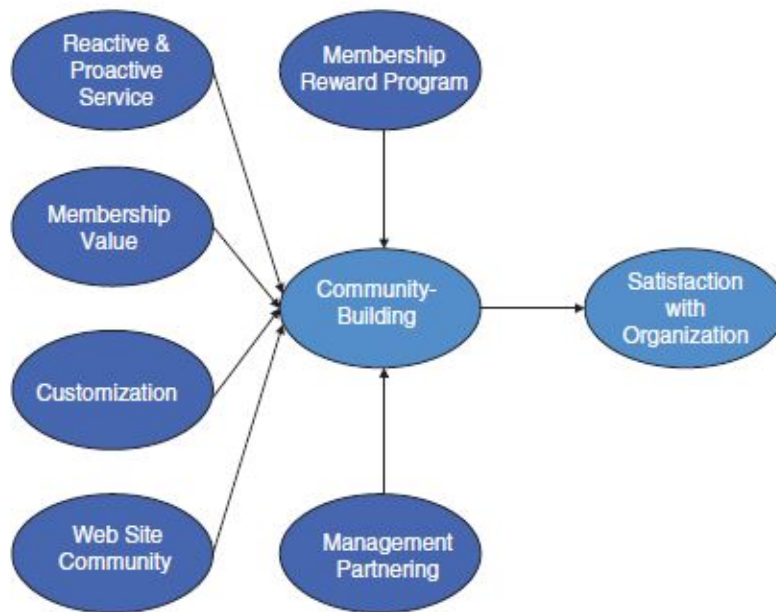 Reactive &
Proactive
Service
Membership
Reward Program
Membership
Value
Community-
Building
Satisfaction
with
Organization
Customization
Web Site
Community
Management
Partnering